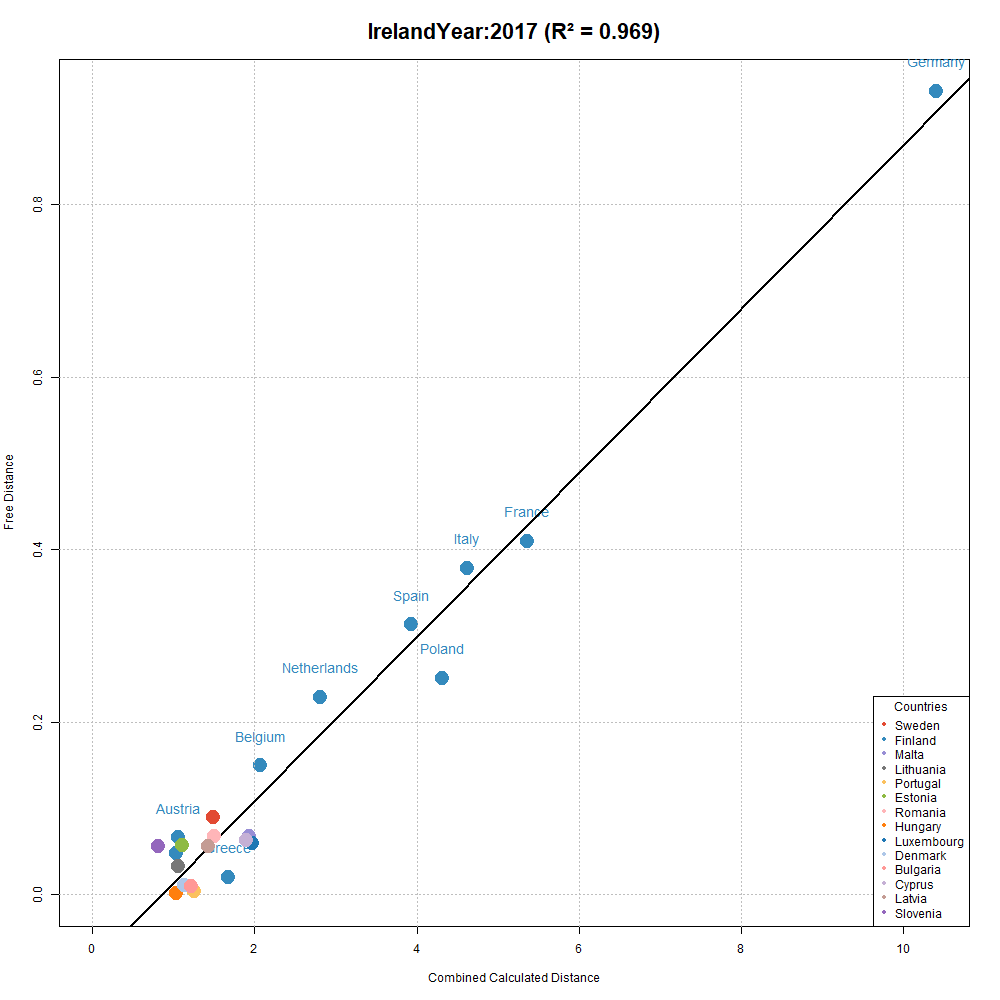 IrelandYear:2017 (R² = 0.969)
Germany
0.8
0.6
Free Distance
France
Italy
0.4
Spain
Poland
Netherlands
Belgium
0.2
Austria
Greece
0.0
Countries
Sweden
Finland
Malta
Lithuania
Portugal
Estonia
Romania
Hungary
Luxembourg
Denmark
Bulgaria
Cyprus
Latvia
Slovenia
0 2 4 6 8 10
Combined Calculated Distance